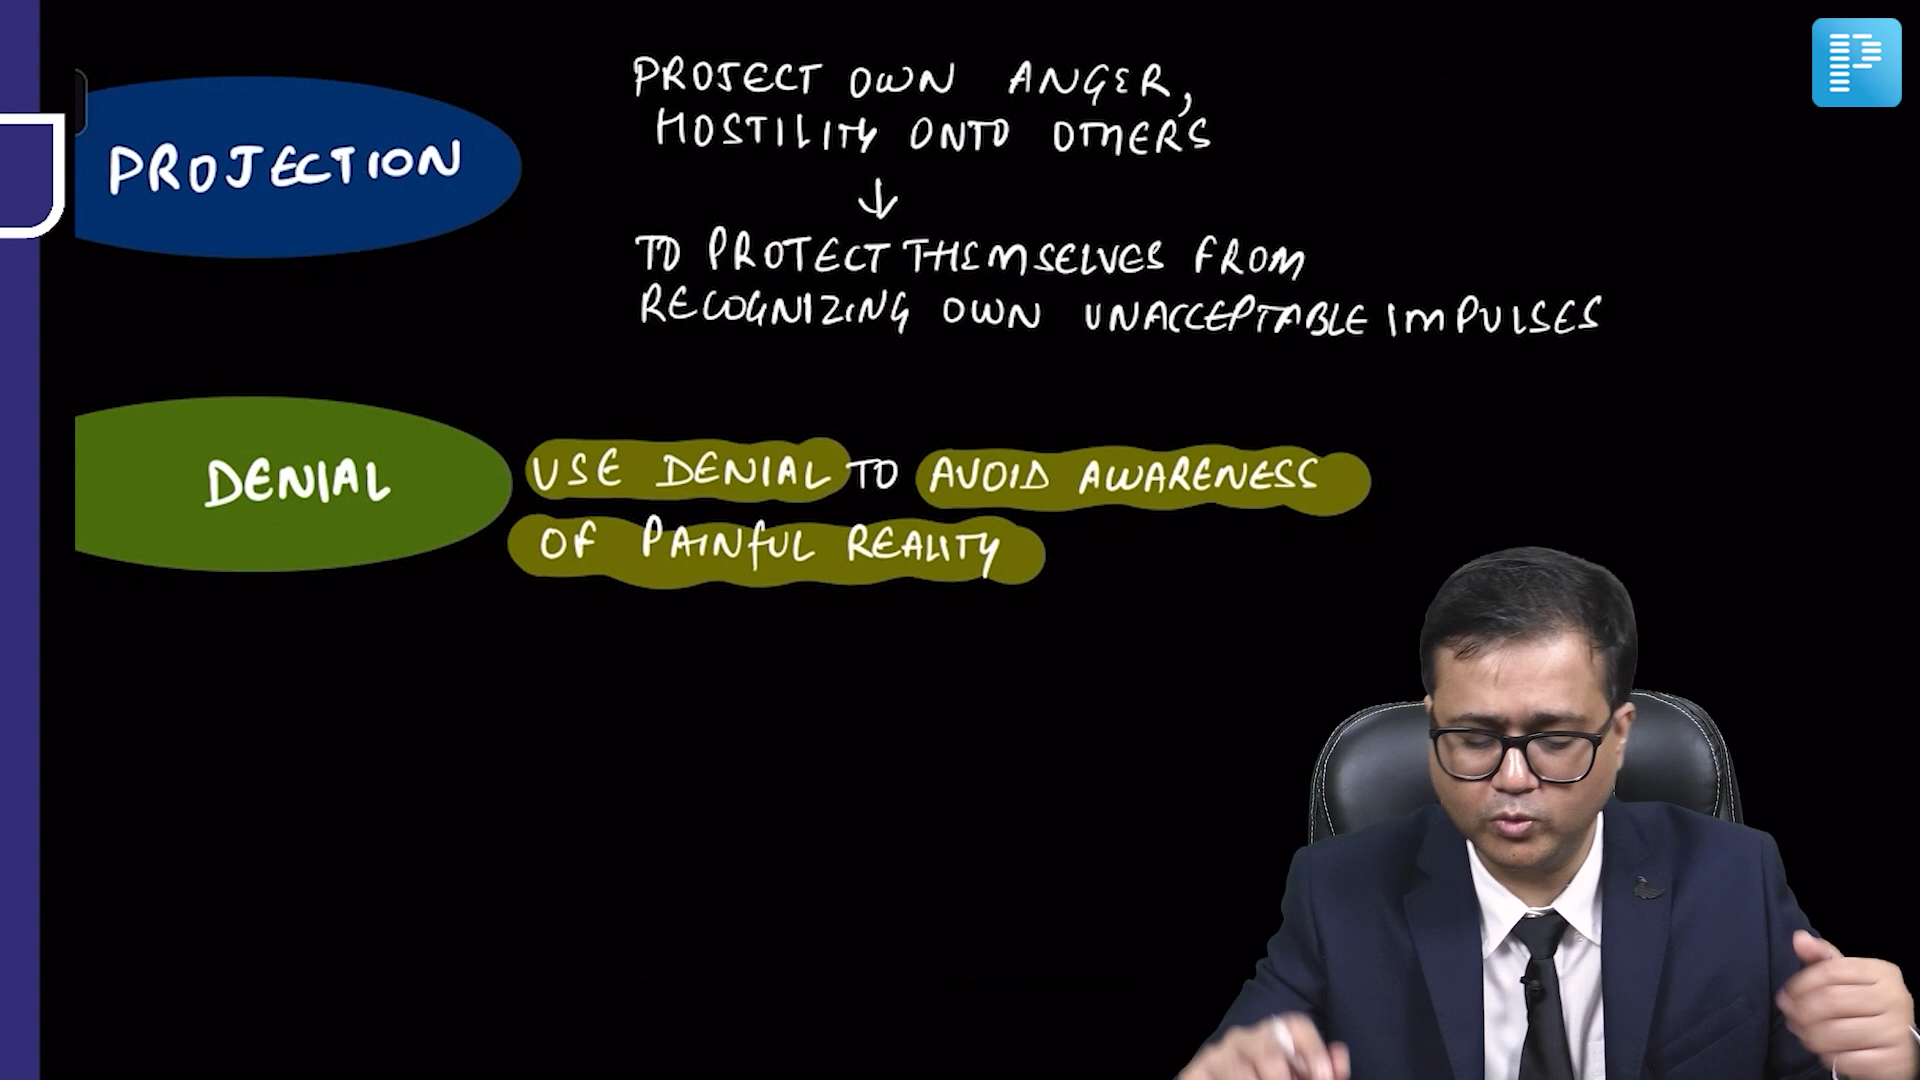 PROJECTION
PROJECT OWN ANGER,
HOSTILITY ONTO OTHERS
↓
TO PROTECT THEMSELVES FROM
RECOGNIZING OWN UNACCEPTABLE IMPULSES
DENIAL
USE DENIAL TO AVOID AWARENESS
OF PAINFUL REALITY